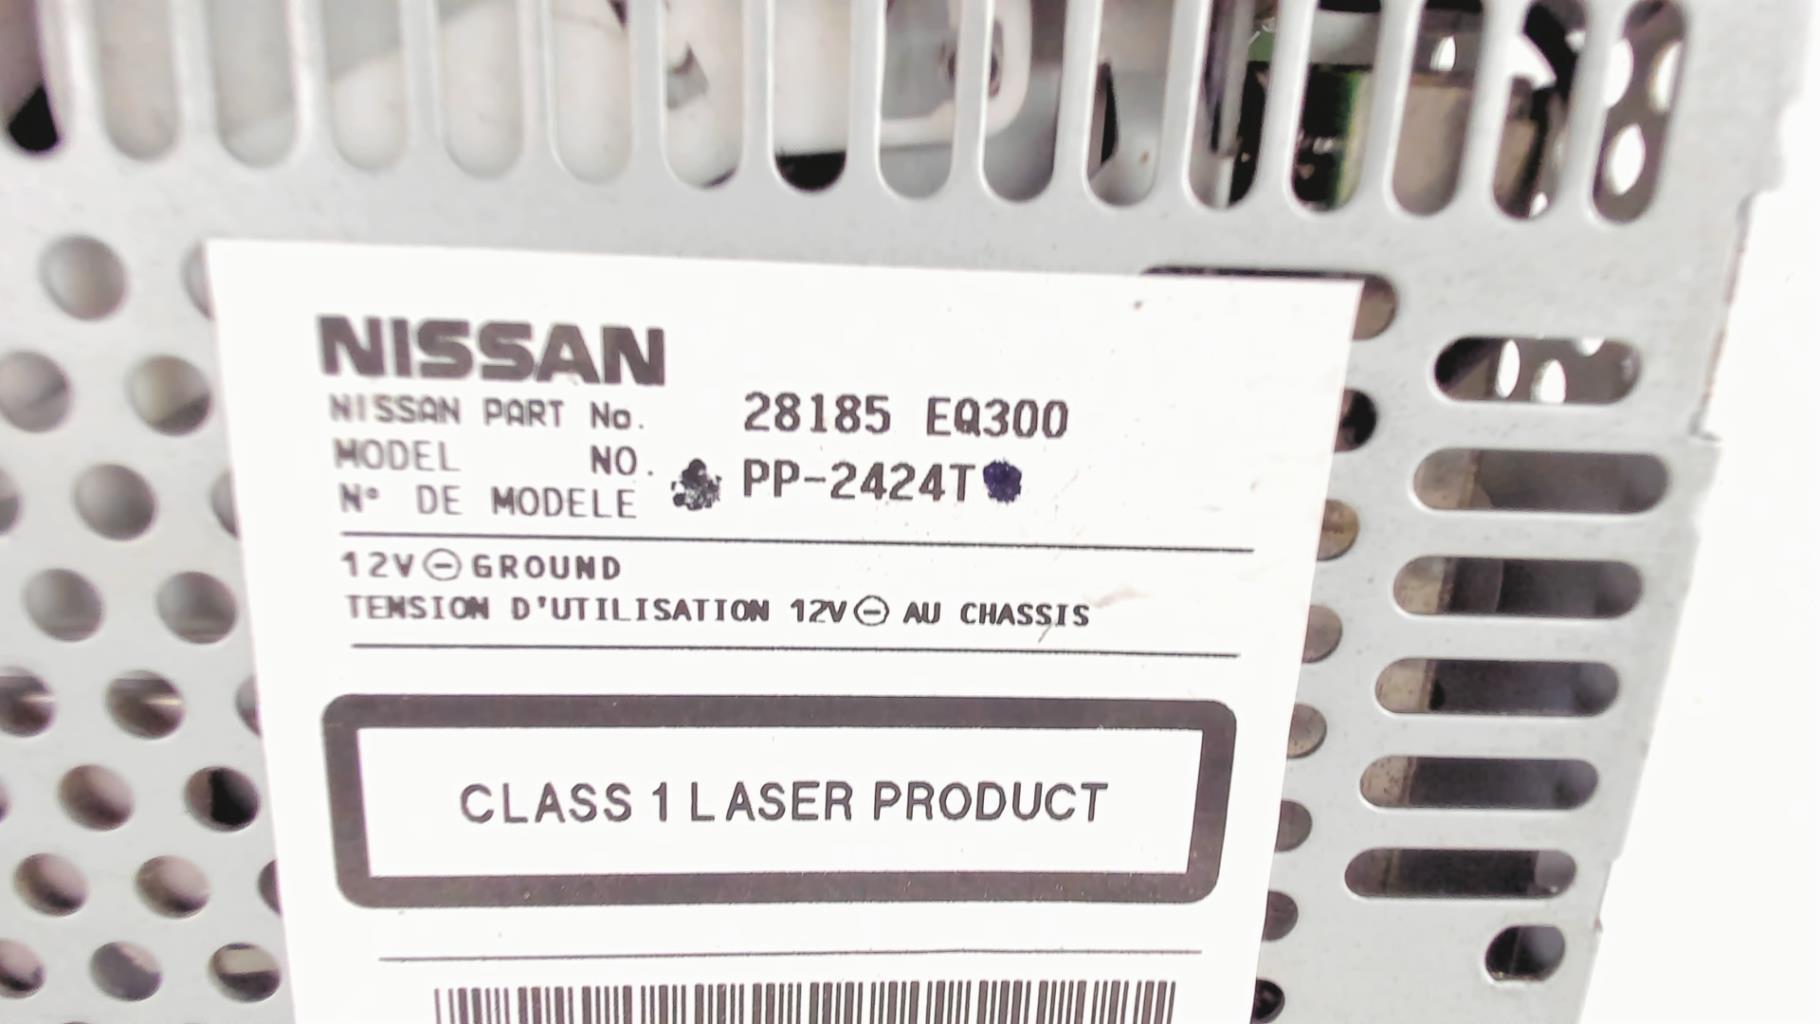 NISSAN
NISSAN PART No. 28185 EQ300
MODEL NO.
PP-2424T
N° DE MODELE
12V⊖GROUND
TENSION D'UTILISATION 12V⊖ AU CHASSIS
CLASS 1 LASER PRODUCT